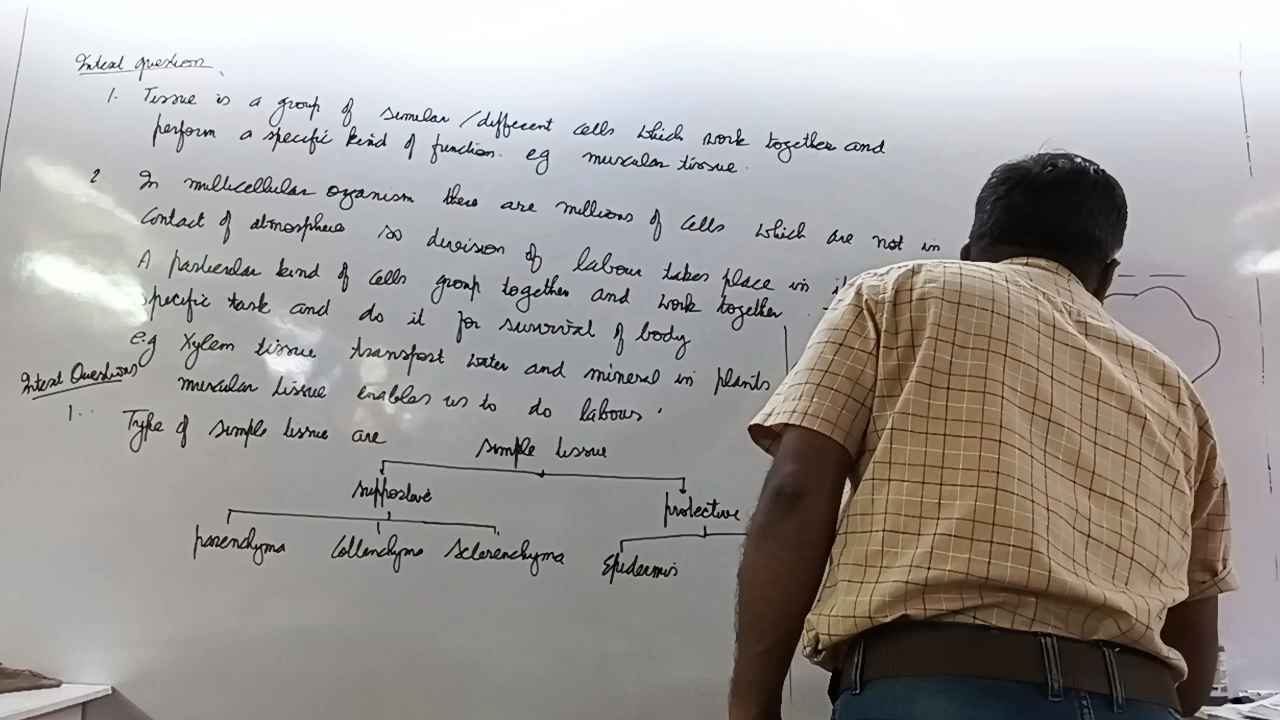 Intext question
1. Tissue is a group of similar/different cells which work together and
perform a specific kind of function. eg muscular tissue.
2 In multicellular organism there are millions of cells which are not in
contact of atmosphere so division of labour takes place in
A particular kind of cells group together and work together
specific task and do it for survival of body
e.g Xylem tissue transport water and mineral in plants
muscular tissue enables us to do labour.
Intext Question
1.. Type of simple tissue are
simple tissue
supportive protective
parenchyma Collenchyma Sclerenchyma Epidermis